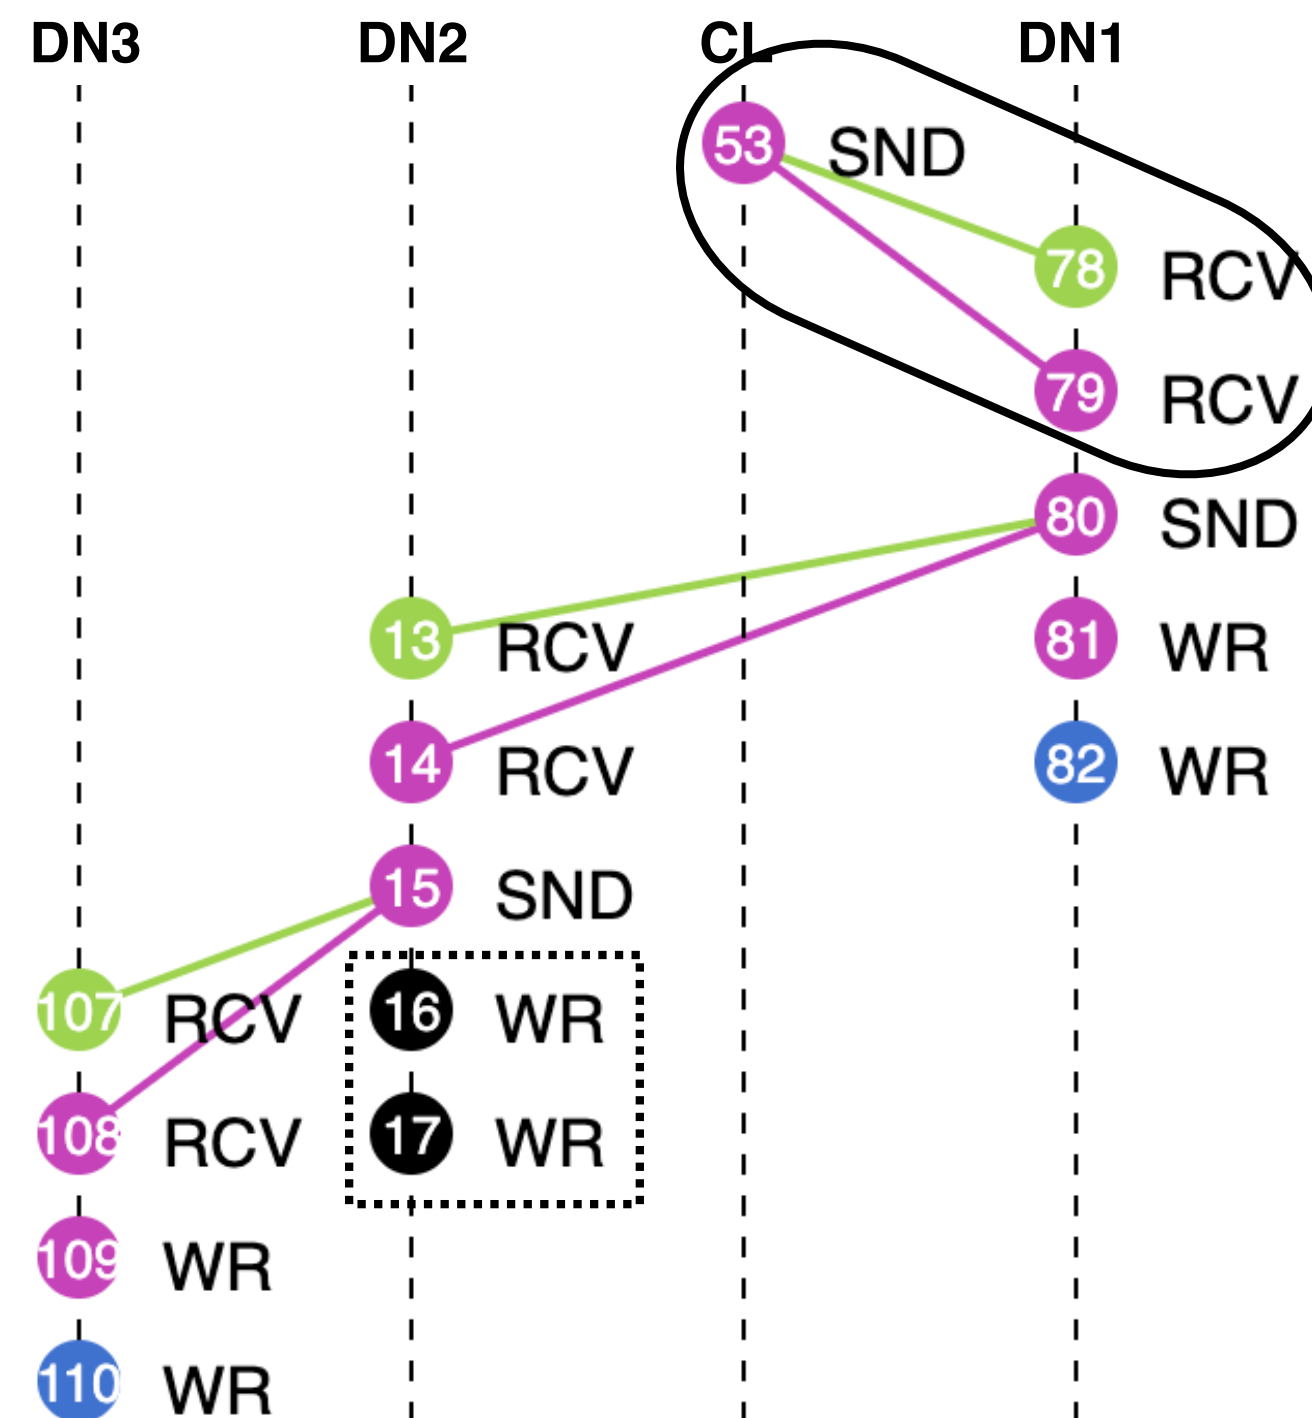 DN3 DN2 CL DN1
53 SND
78 RCV
79 RCV
80 SND
13 RCV 81 WR
14 RCV 82 WR
15 SND
107 RCV 16 WR
108 RCV 17 WR
109 WR
110 WR